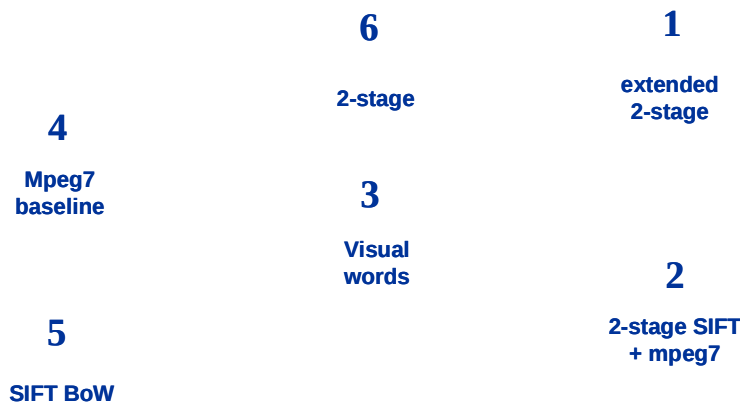 6
2-stage
1
extended
2-stage
4
Mpeg7
baseline
3
Visual
words
2
2-stage SIFT
+ mpeg7
5
SIFT BoW